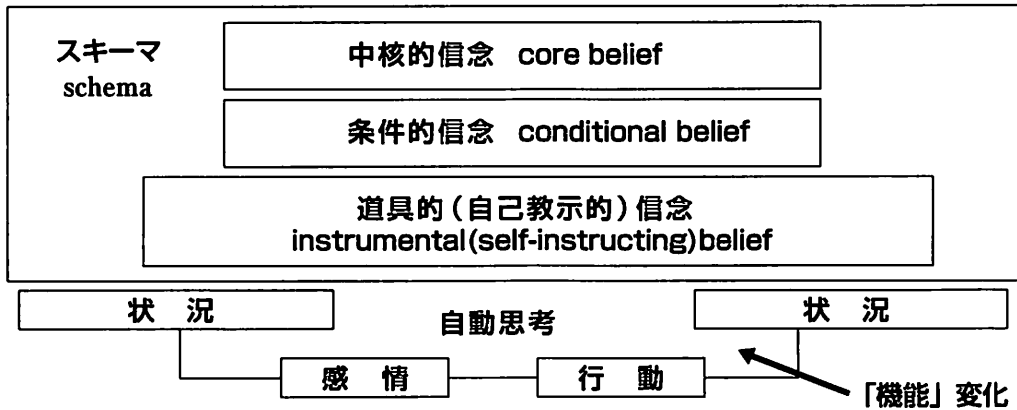 スキーマ
schema
中核的信念 core belief
条件的信念 conditional belief
道具的(自己教示的)信念
instrumental(self-instructing)belief
状 況
自動思考
状 況
感 情
行 動
「機能」変化